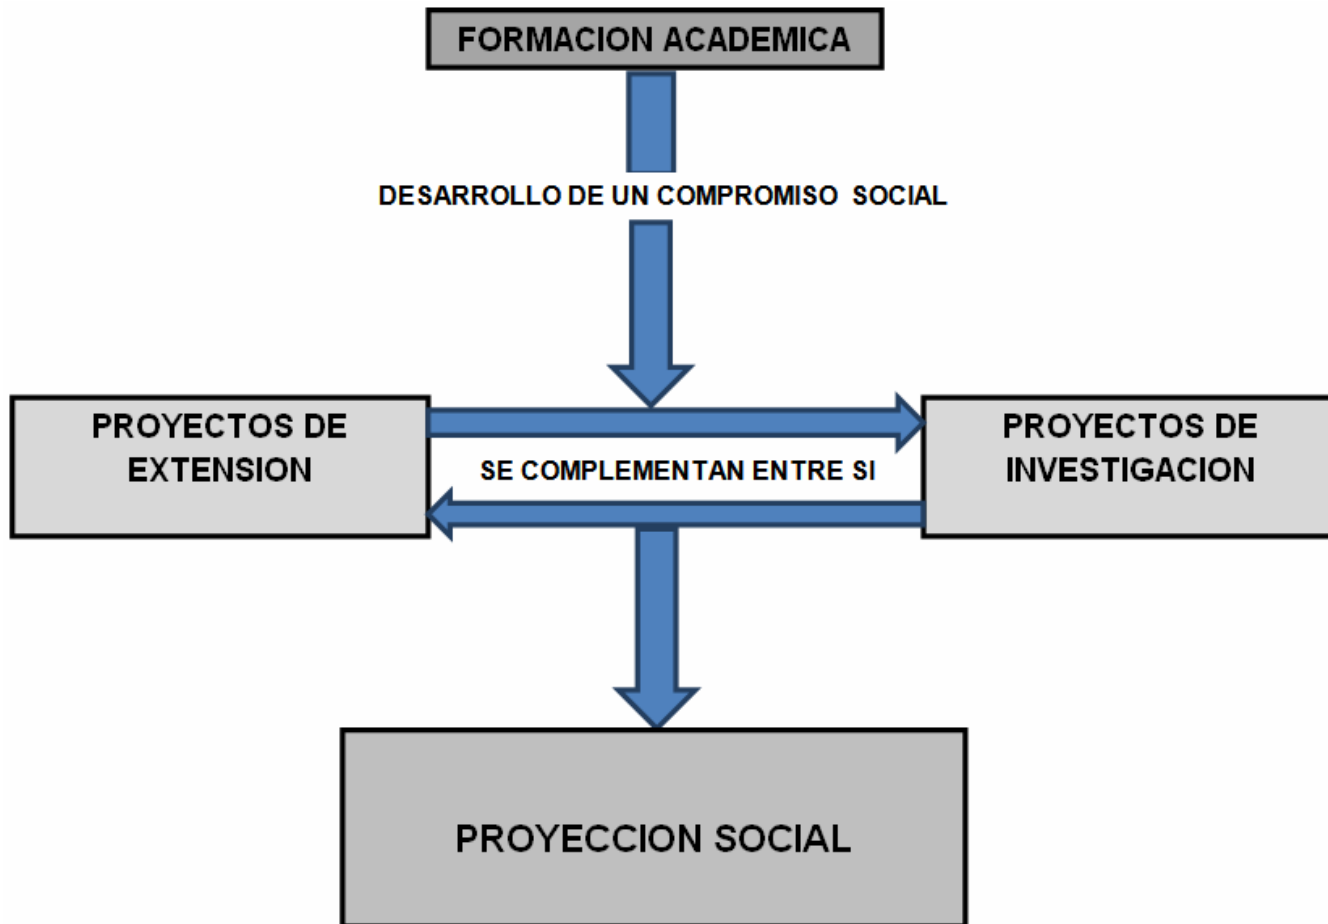 FORMACION ACADEMICA
DESARROLLO DE UN COMPROMISO SOCIAL
PROYECTOS DE
EXTENSION
SE COMPLEMENTAN ENTRE SI
PROYECTOS DE
INVESTIGACION
PROYECCION SOCIAL